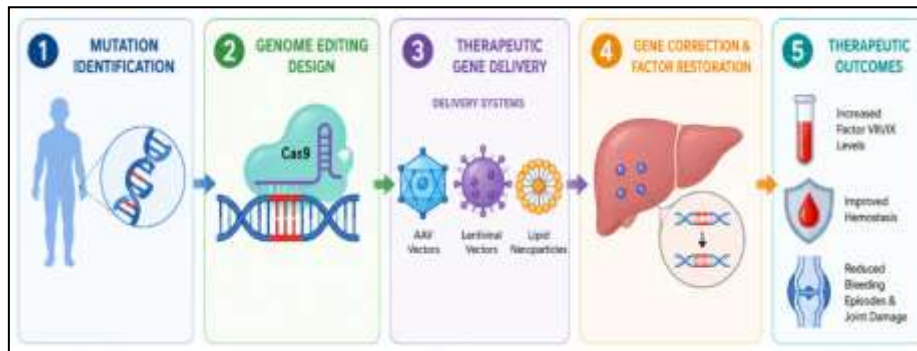 1 MUTATION
IDENTIFICATION
2 GENOME EDITING
DESIGN
Cas9
3 THERAPEUTIC
GENE DELIVERY
DELIVERY SYSTEMS
AAV
Vectors
Lentiviral
Vectors
Lipid
Nanoparticles
4 GENE CORRECTION &
FACTOR RESTORATION
5 THERAPEUTIC
OUTCOMES
Increased
Factor VIII/IX
Levels
Improved
Hemostasis
Reduced
Bleeding
Episodes &
Joint Damage